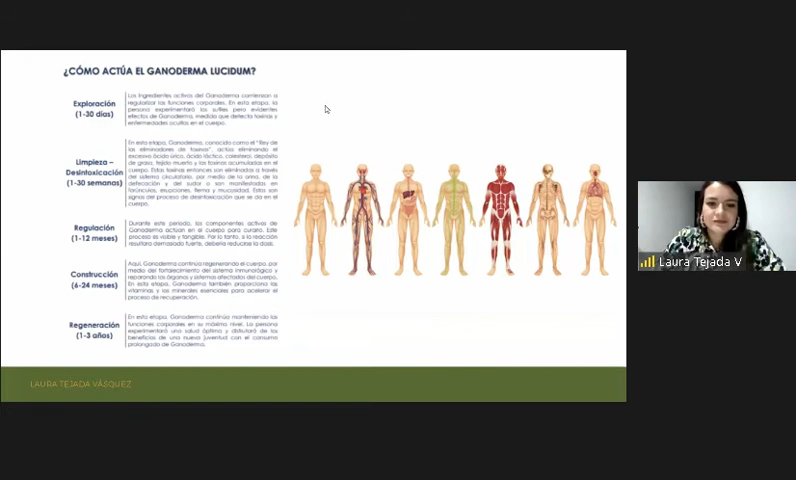 ¿CÓMO ACTÚA EL GANODERMA LUCIDUM?
Exploración
(1-30 días)
Los ingredientes activos del Ganoderma comienzan a
regularizar las funciones corporales. En esta etapa, la
persona experimentará los sutiles pero evidentes
efectos de Ganoderma, medida que detecta toxinas y
enfermedades ocultas en el cuerpo.
Limpieza –
Desintoxicación
(1-30 semanas)
En esta etapa, Ganoderma, conocido como el "Rey de
los eliminadores de toxinas", actúa eliminando el
excesivo ácido úrico, ácido láctico, colesterol, depósito
de grasa, tejido muerto y las toxinas acumuladas en el
cuerpo. Estas toxinas entonces son eliminadas a través
del sistema circulatorio, por medio de la orina, de la
defecación y del sudor o son manifestadas en
forúnculos, erupciones, flema y mucosidad. Estas son
signos del proceso de desintoxicación que se da en el
cuerpo.
Regulación
(1-12 meses)
Durante este período, los componentes activos de
Ganoderma actúan en el cuerpo para curarlo. Este
proceso es visible y tangible. Por lo tanto, si la reacción
resultara demasiado fuerte, debería reducirse la dosis.
Construcción
(6-24 meses)
Aquí, Ganoderma continúa regenerando el cuerpo, por
medio del fortalecimiento del sistema inmunológico y
reparando los órganos y sistemas afectados del cuerpo.
En esta etapa, Ganoderma también proporciona las
vitaminas y los minerales esenciales para acelerar el
proceso de recuperación.
Regeneración
(1-3 años)
En esta etapa, Ganoderma continúa manteniendo las
funciones corporales en su máximo nivel. La persona
experimentará una salud óptima y disfrutará de los
beneficios de una nueva juventud con el consumo
prolongado de Ganoderma.
LAURA TEJADA VÁSQUEZ
Laura Tejada V